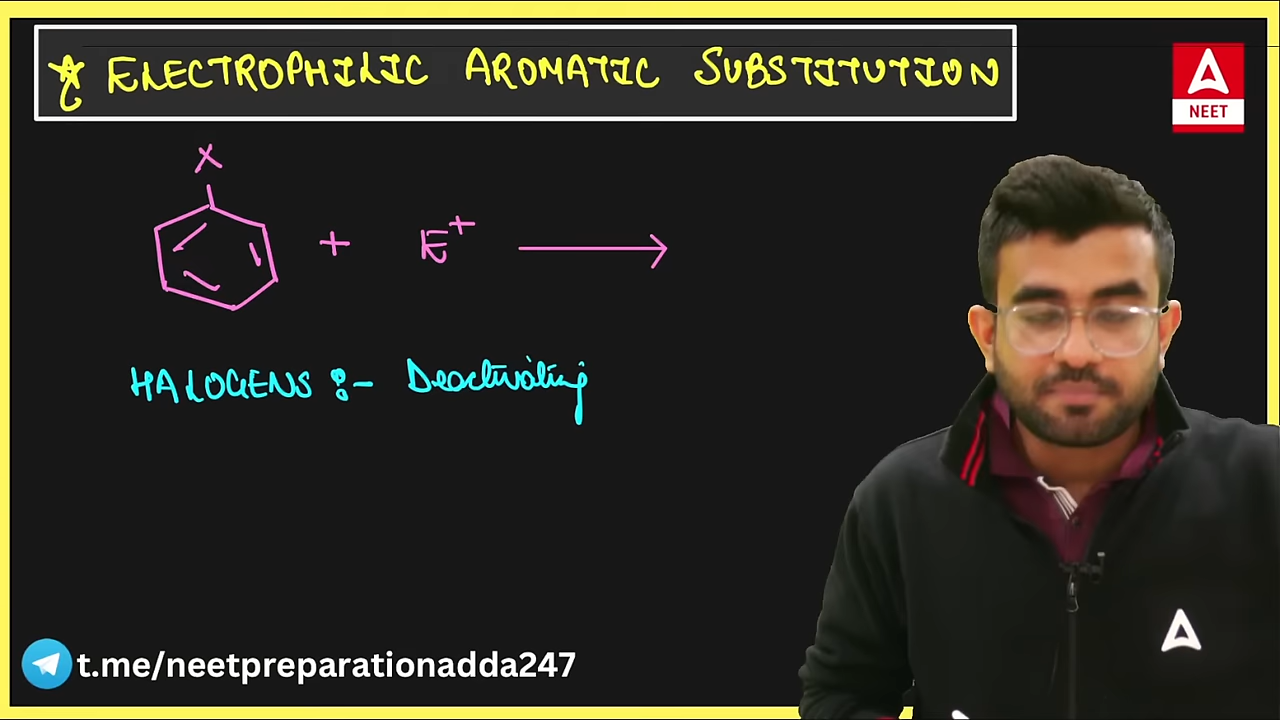 ☆ ELECTROPHILIC AROMATIC SUBSTITUTION
NEET
X
+ E+
HALOGENS :- Deactivating
t.me/neetpreparationadda247